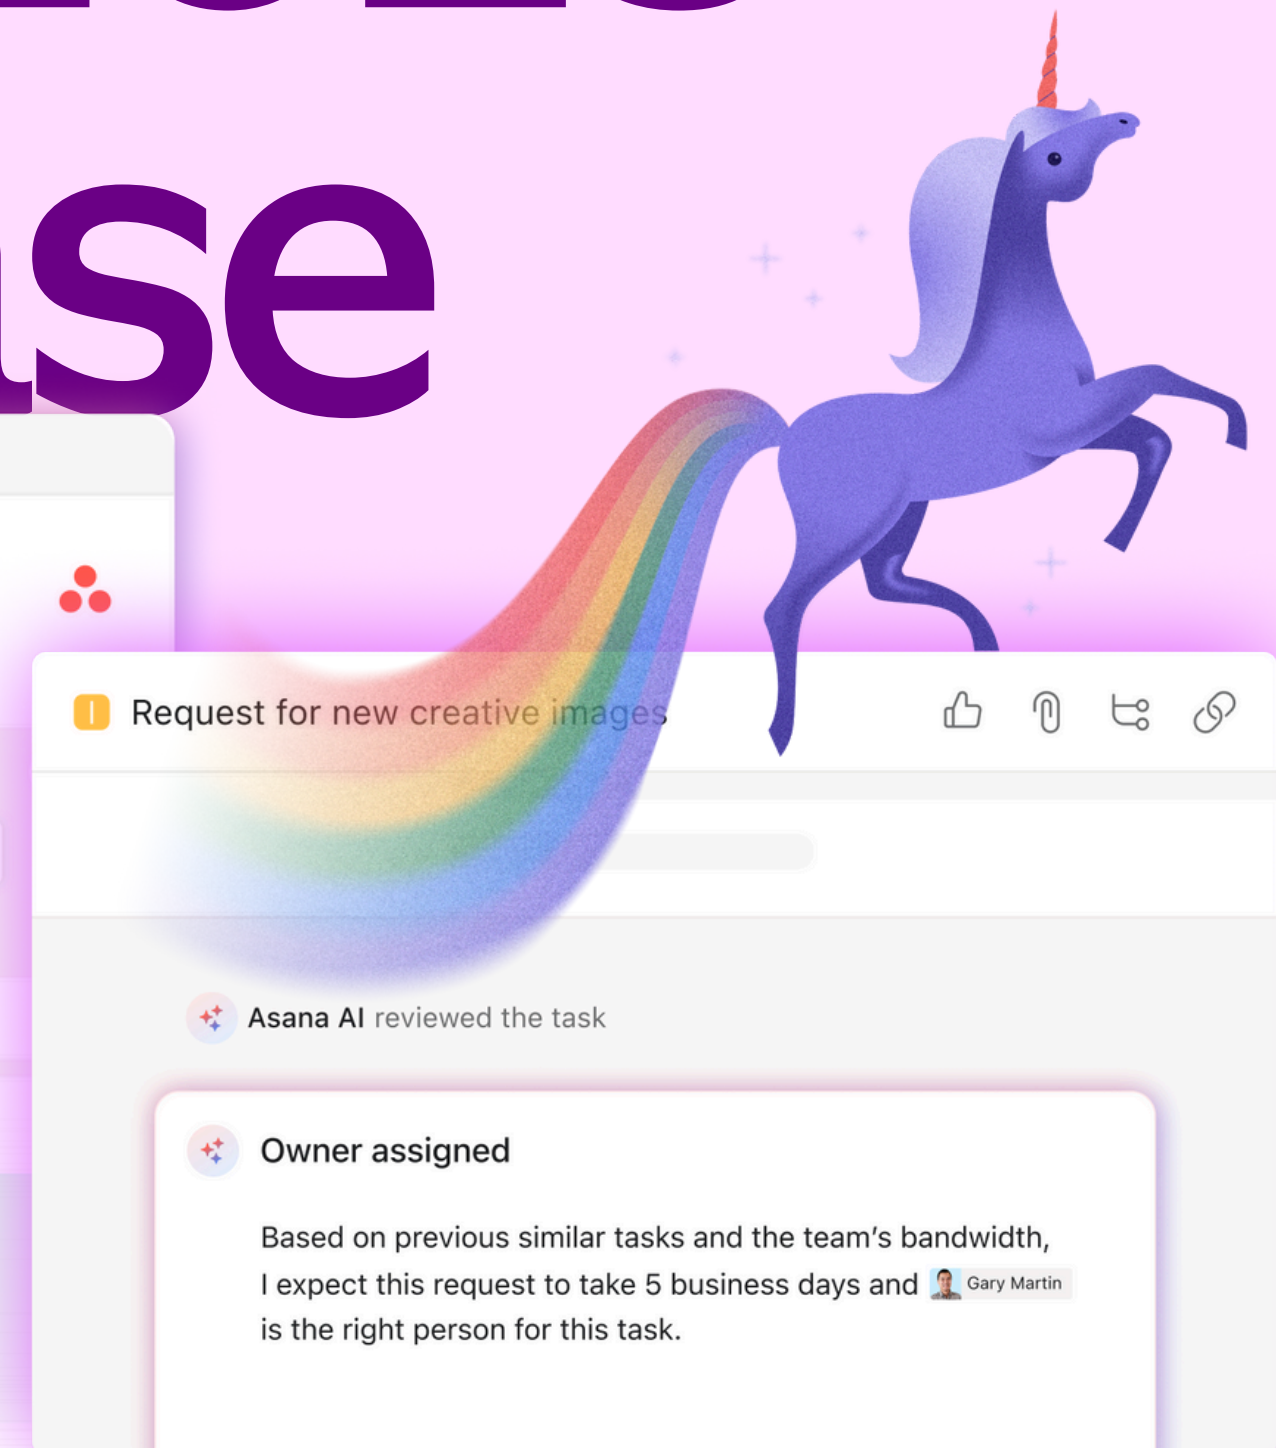 ase
Request for new creative images
Asana AI reviewed the task
Owner assigned
Based on previous similar tasks and the team’s bandwidth,
I expect this request to take 5 business days and Gary Martin
is the right person for this task.